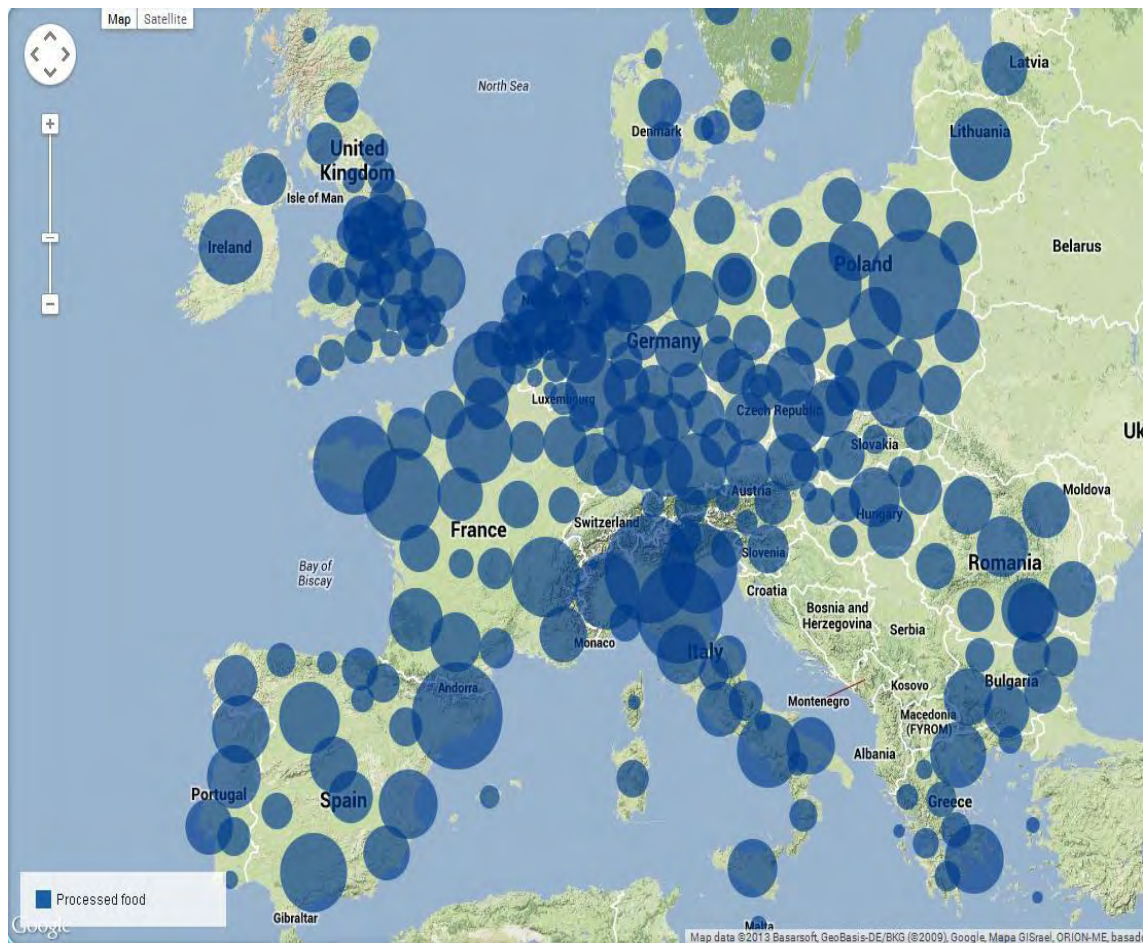 Map
Satellite
North Sea
Latvia
Denmark
Lithuania
United
Kingdom
Isle of Man
Ireland
Belarus
Poland
Germany
Luxembourg
Czech Republic
Slovakia
Uk
Moldova
Austria
Switzerland
Hungary
France
Slovenia
Romania
Bay of
Biscay
Croatia
Bosnia and
Herzegovina
Serbia
Monaco
Italy
Andorra
Bulgaria
Kosovo
Montenegro
Macedonia
(FYROM)
Albania
Portugal
Spain
Greece
Processed food
Gibraltar
Malta
Google
Map data ©2013 Basarsoft, GeoBasis-DE/BKG (©2009), Google, Mapa GISrael, ORION-ME, basad